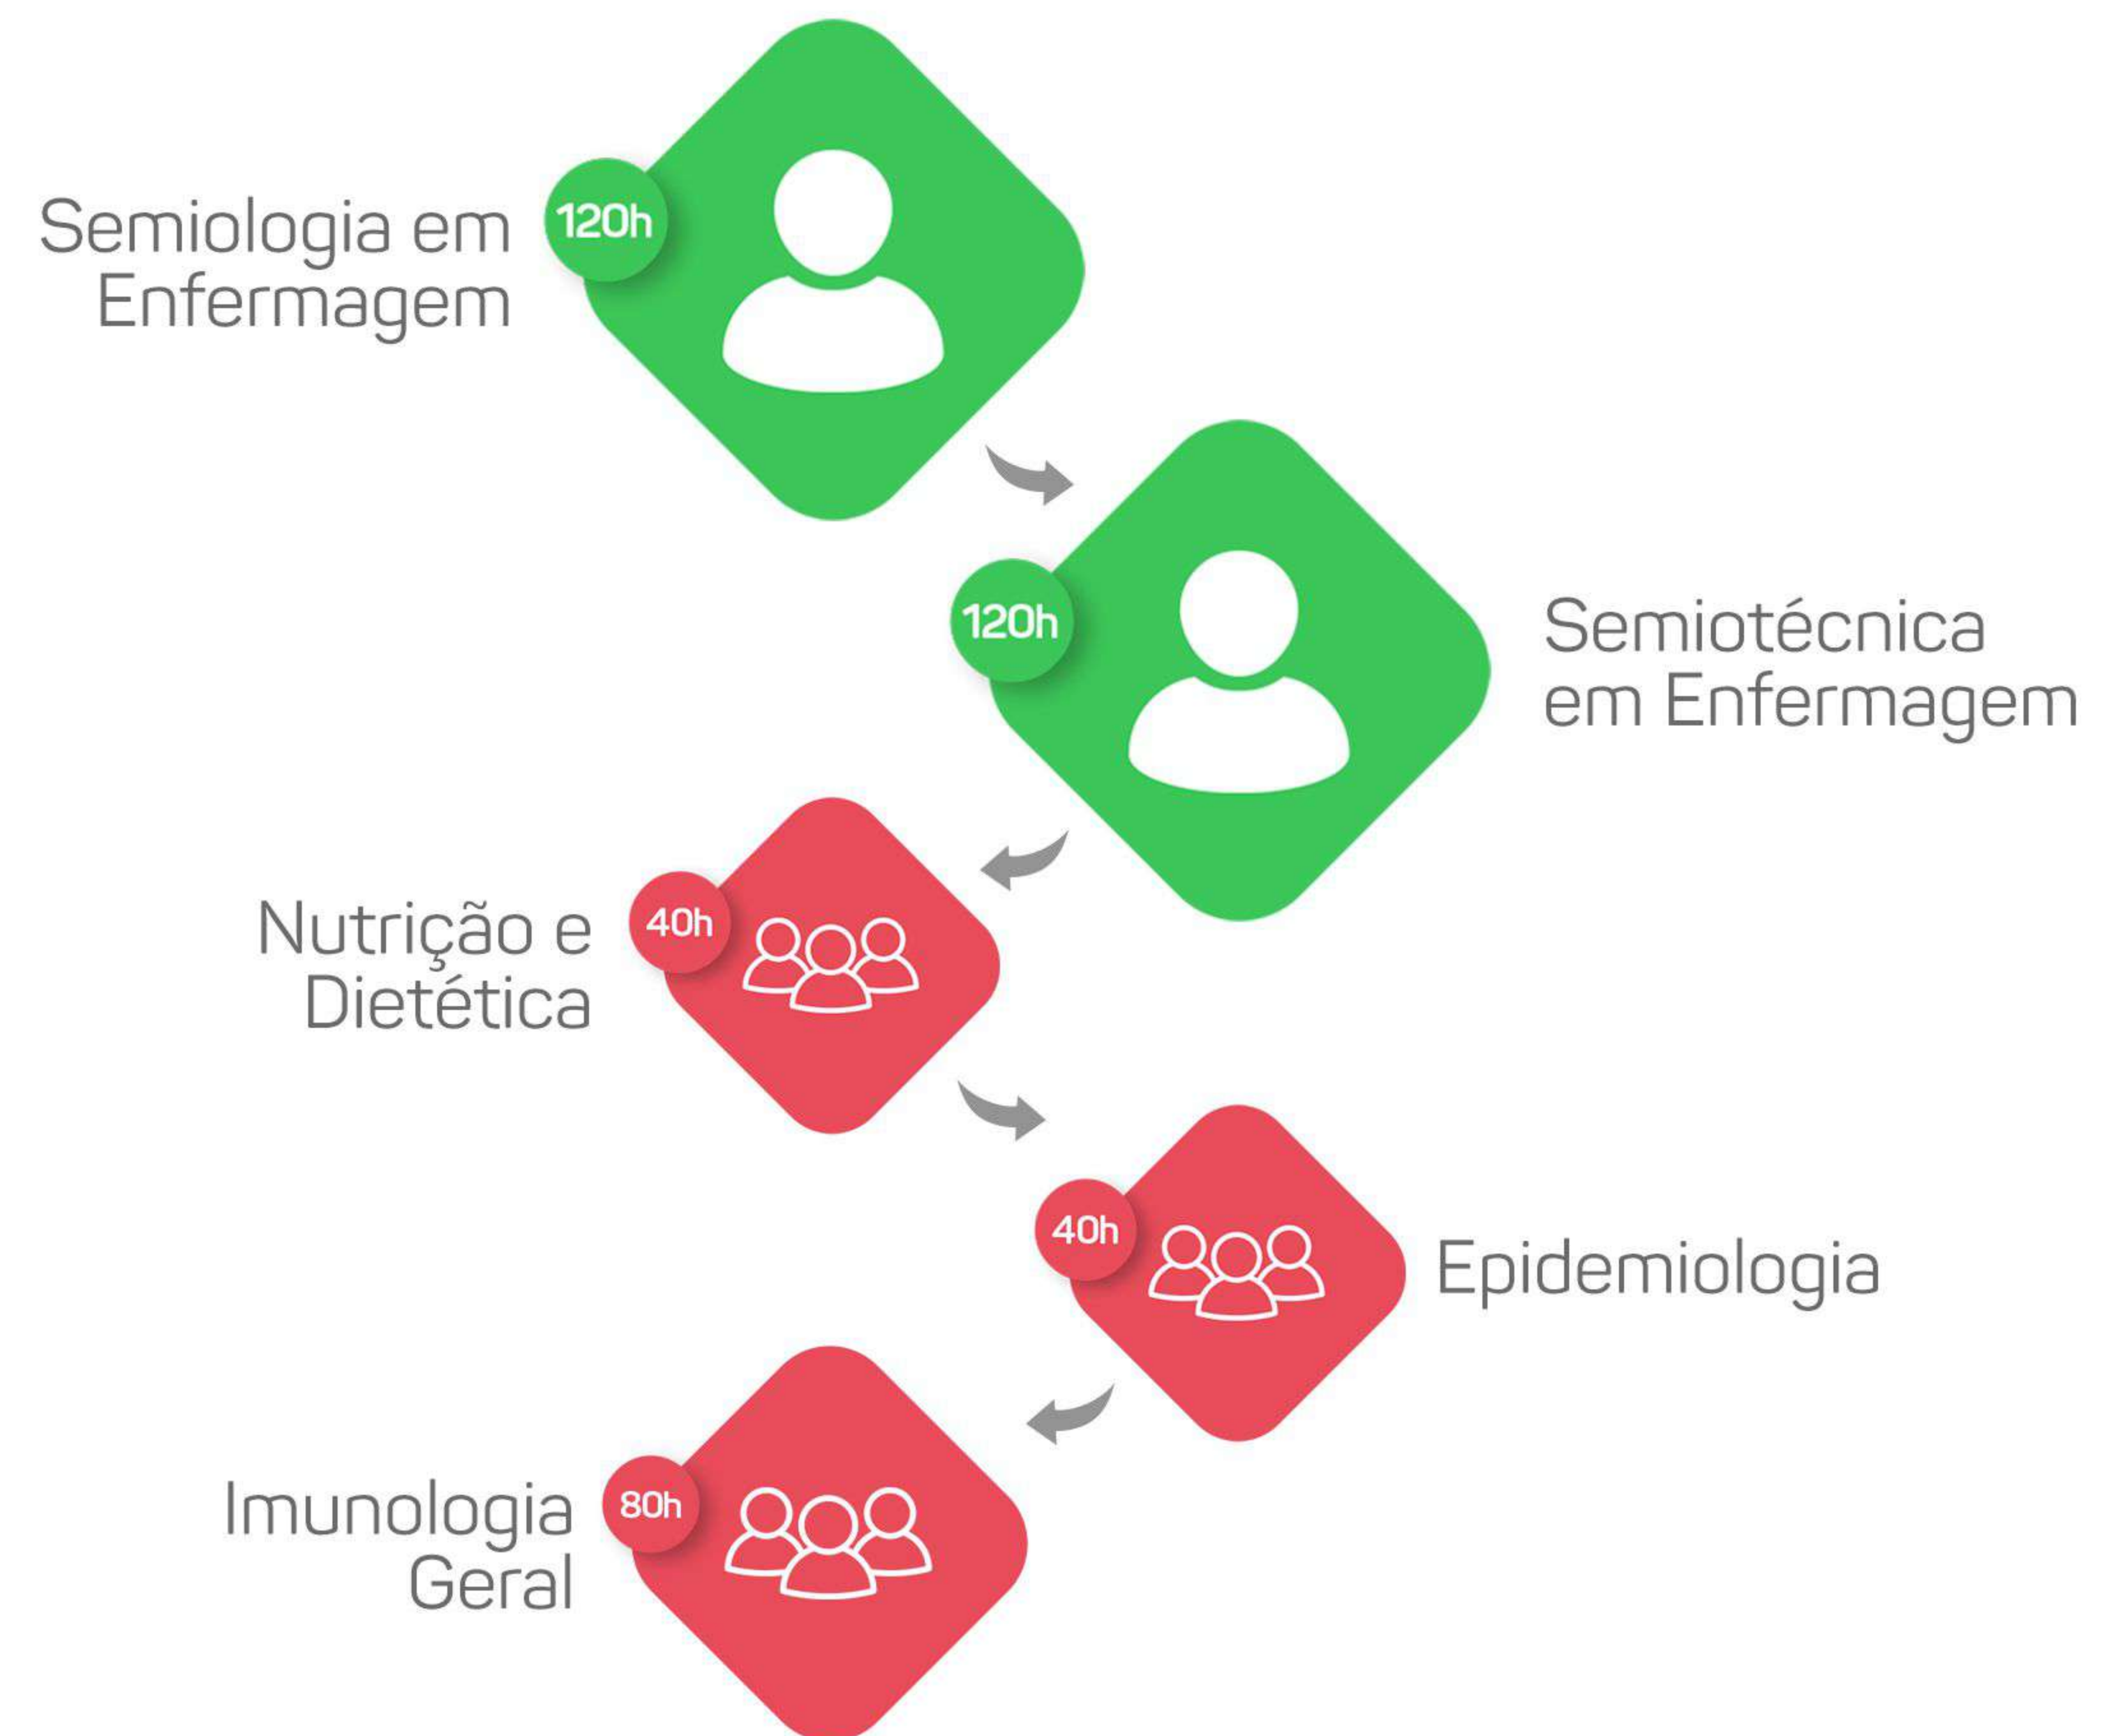 Semiologia em
Enfermagem
120h
120h
Semiotécnica
em Enfermagem
Nutrição e
Dietética
40h
40h
Epidemiologia
Imunologia
Geral
80h